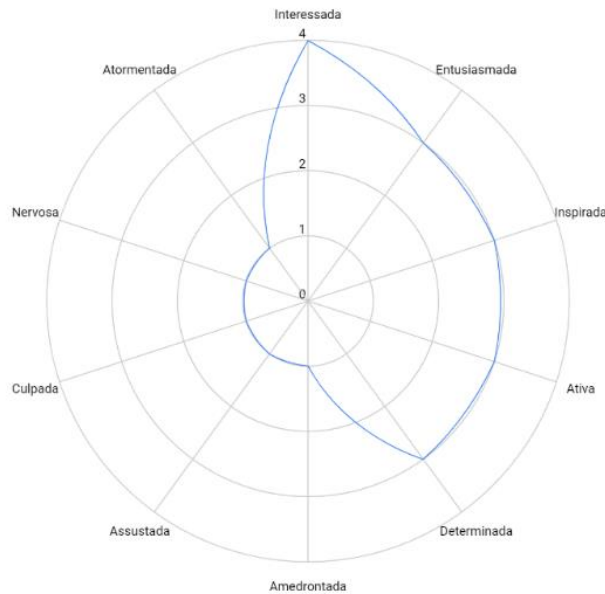 Interessada
4
Atormentada
Entusiasmada
3
2
Nervosa
Inspirada
1
0
Culpada
Ativa
Assustada
Determinada
Amedrontada